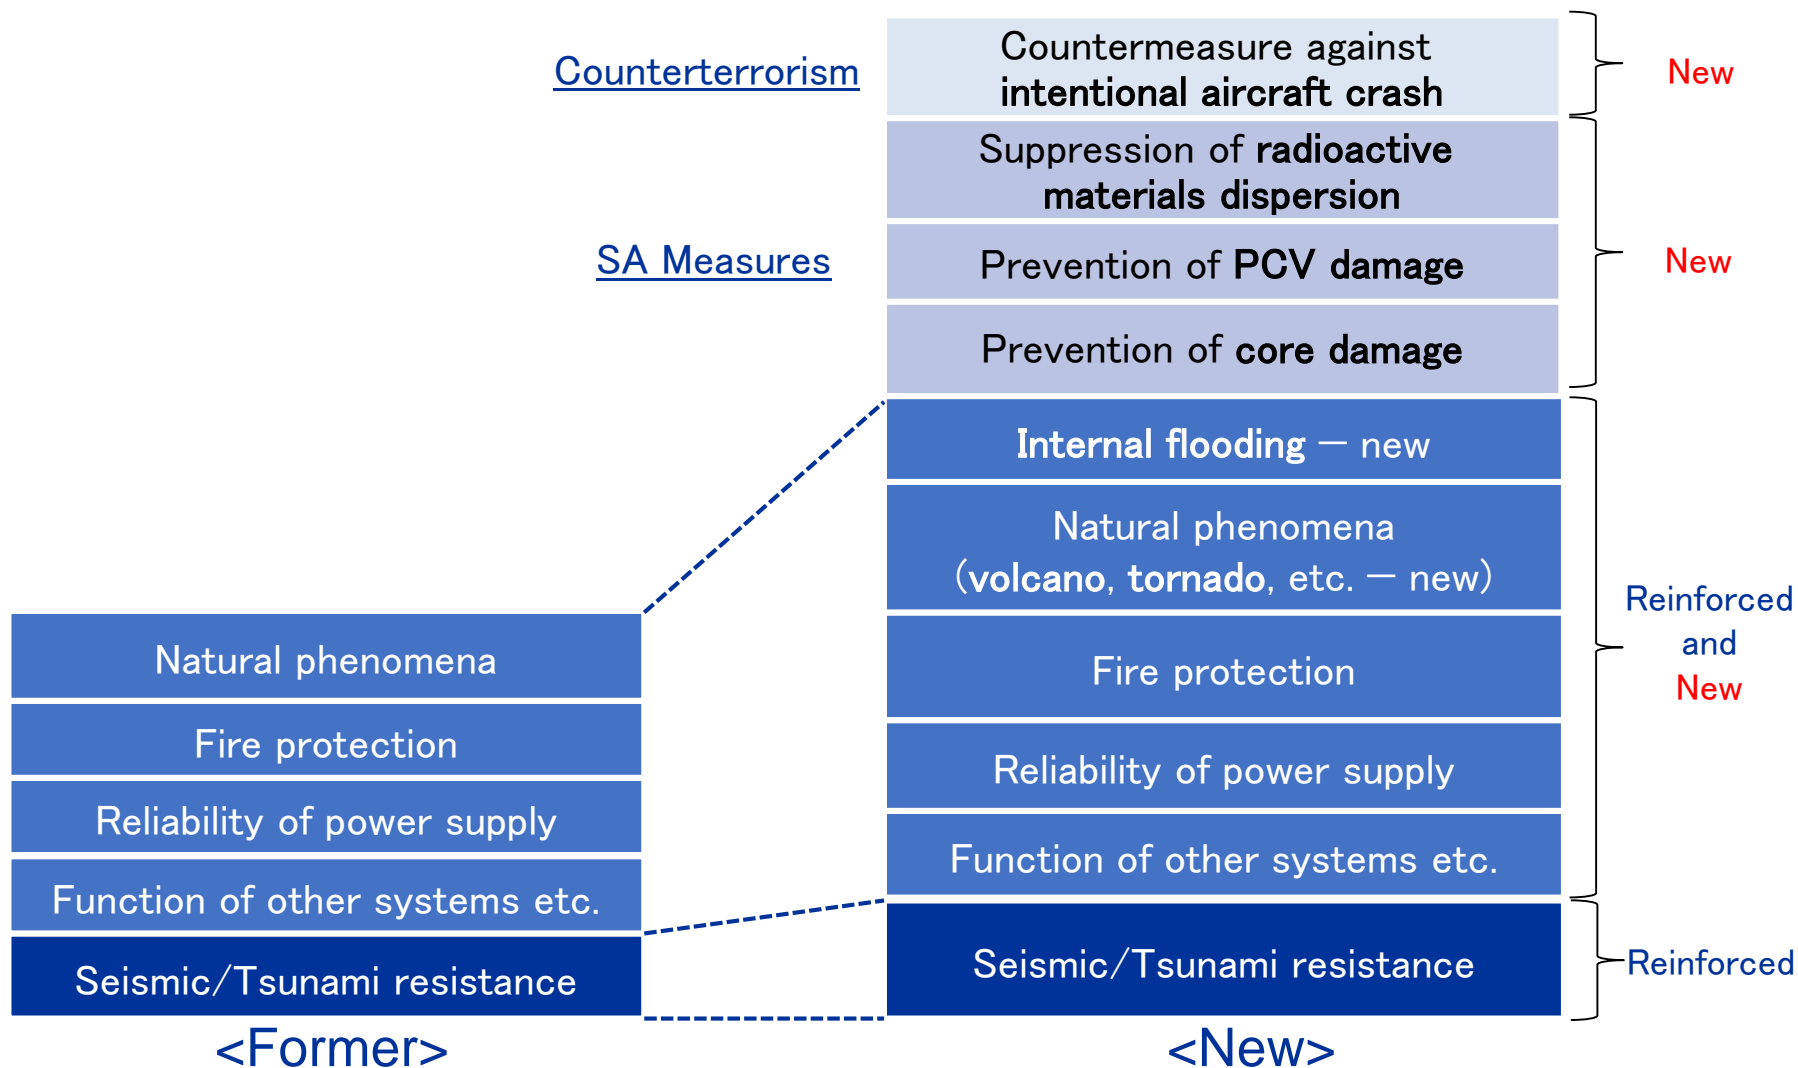 Counterterrorism
Countermeasure against
intentional aircraft crash
New
Suppression of radioactive
materials dispersion
SA Measures
Prevention of PCV damage
New
Prevention of core damage
Internal flooding － new
Natural phenomena
(volcano, tornado, etc. － new)
Fire protection
Reliability of power supply
Function of other systems etc.
Reinforced
and
New
Seismic/Tsunami resistance
Reinforced
<New>
Natural phenomena
Fire protection
Reliability of power supply
Function of other systems etc.
Seismic/Tsunami resistance
<Former>